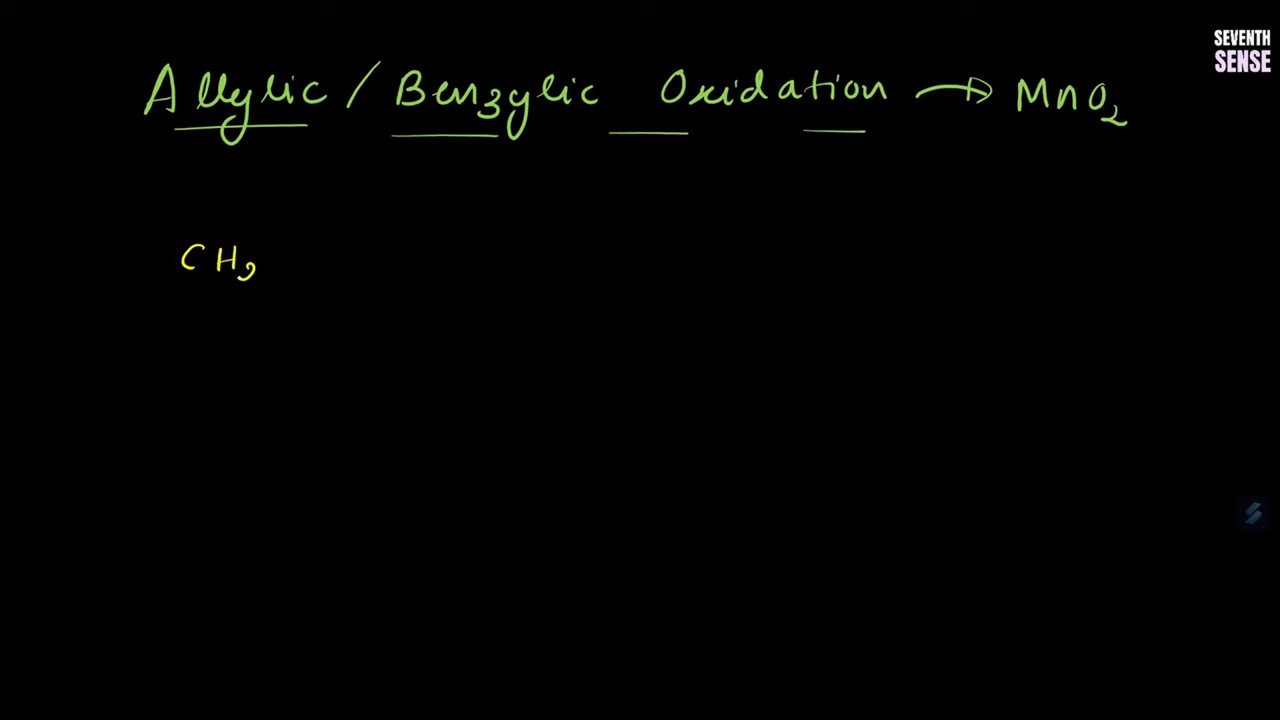 SEVENTH
SENSE
Allylic / Benzylic Oxidation → MnO₂
CH₂